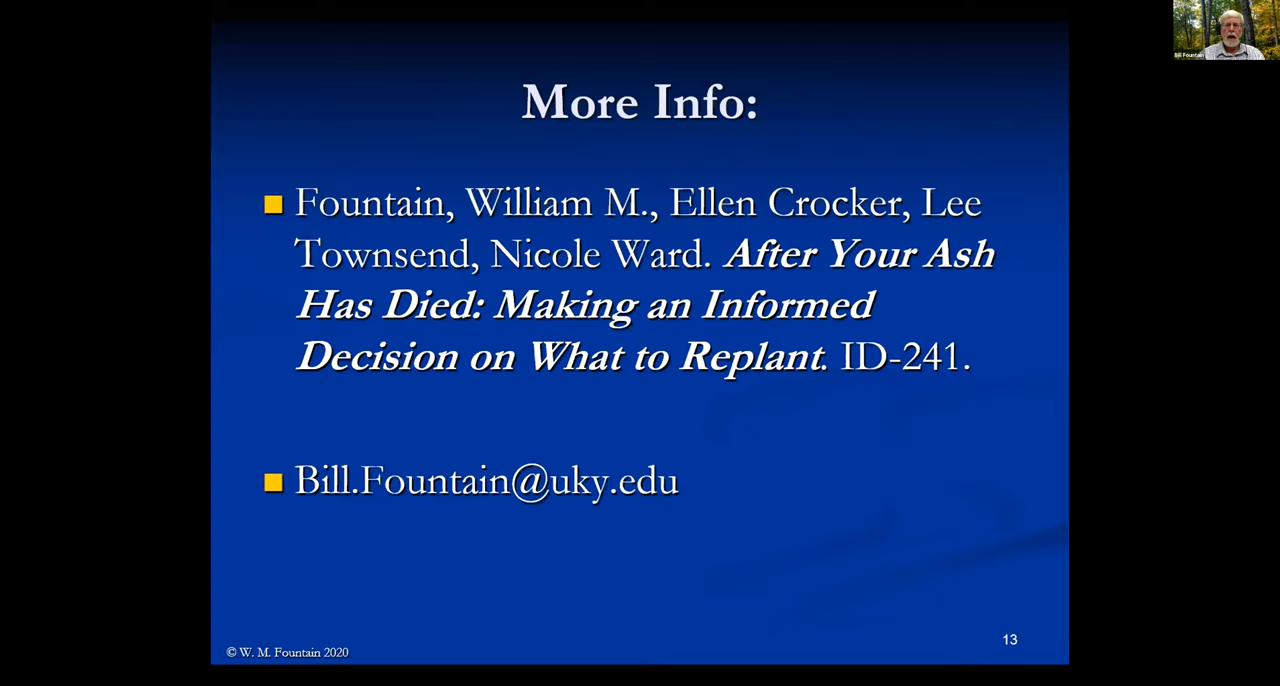 More Info:
Fountain, William M., Ellen Crocker, Lee
Townsend, Nicole Ward. After Your Ash
Has Died: Making an Informed
Decision on What to Replant. ID-241.
Bill.Fountain@uky.edu
© W. M. Fountain 2020
13
Bill Fountain